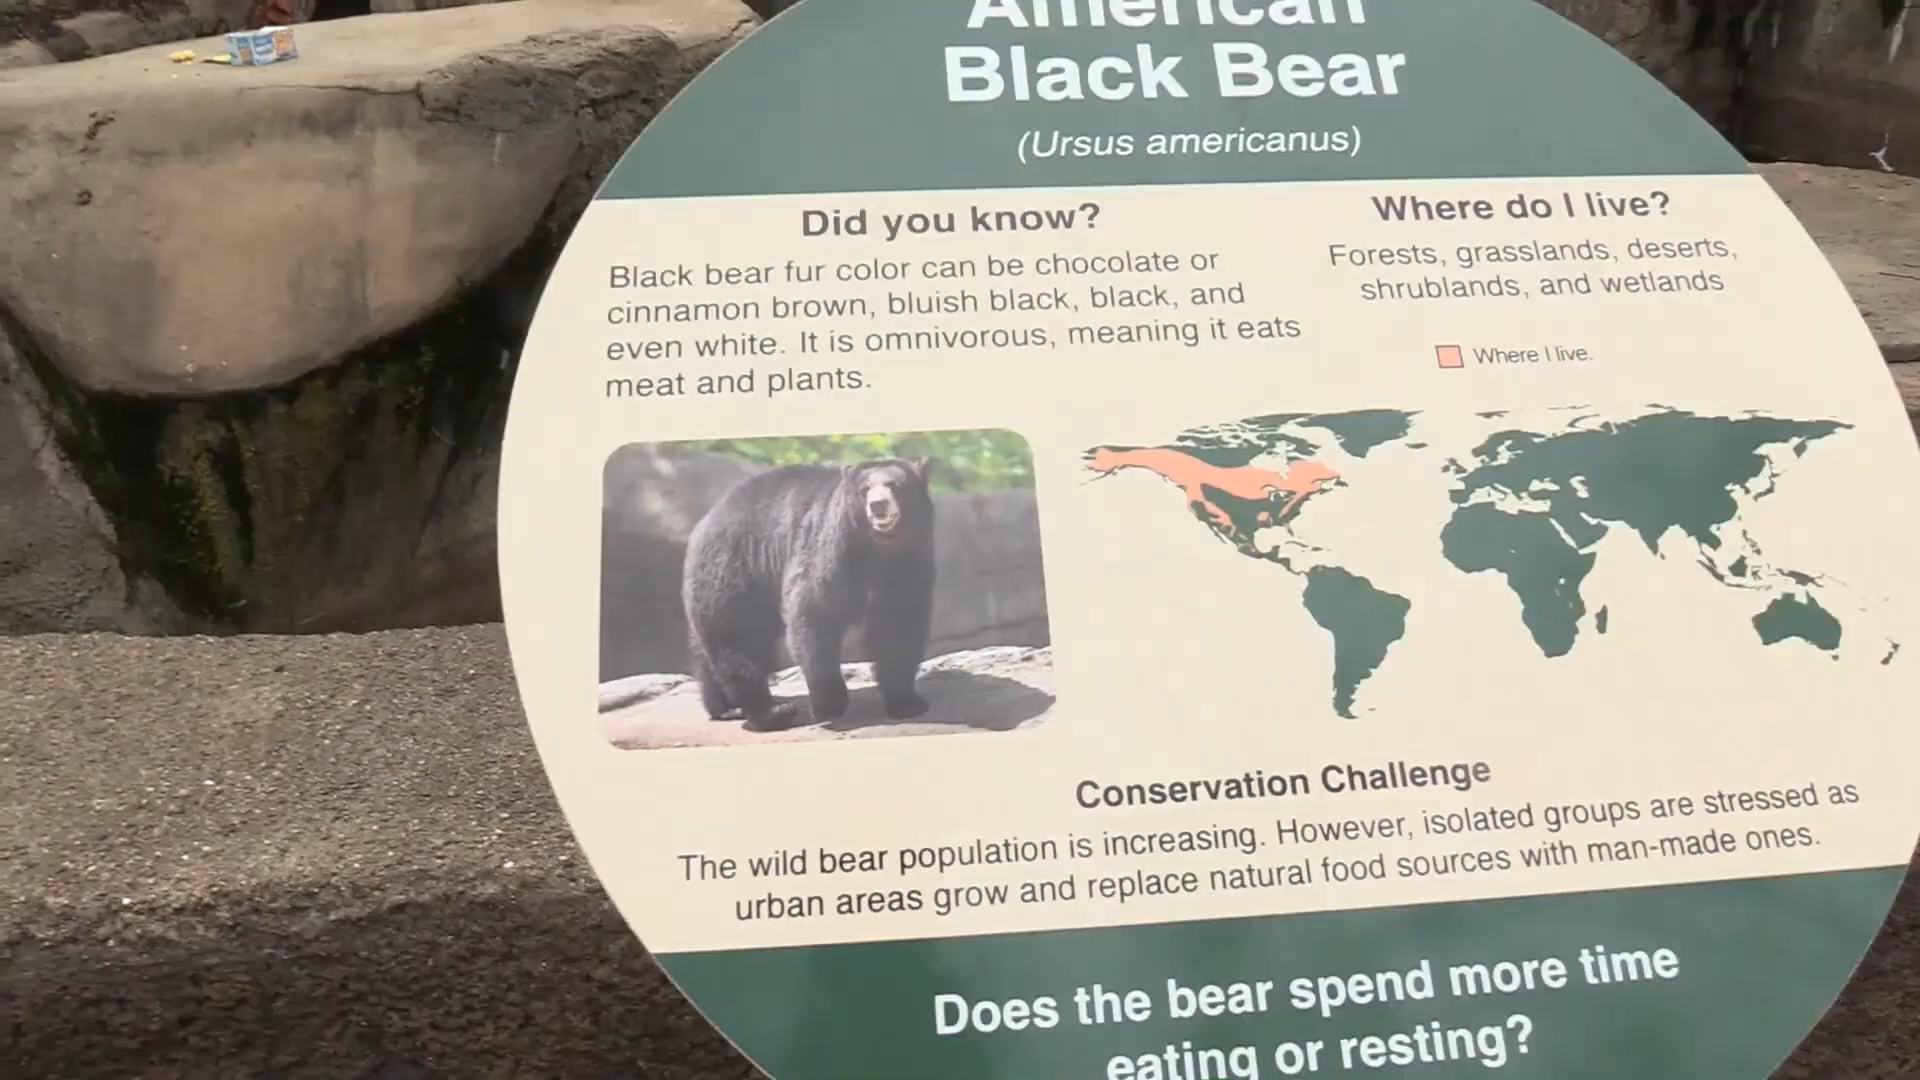 American
Black Bear
(Ursus americanus)
Did you know?
Black bear fur color can be chocolate or
cinnamon brown, bluish black, black, and
even white. It is omnivorous, meaning it eats
meat and plants.
Where do I live?
Forests, grasslands, deserts,
shrublands, and wetlands
Where I live.
Conservation Challenge
The wild bear population is increasing. However, isolated groups are stressed as
urban areas grow and replace natural food sources with man-made ones.
Does the bear spend more time
eating or resting?